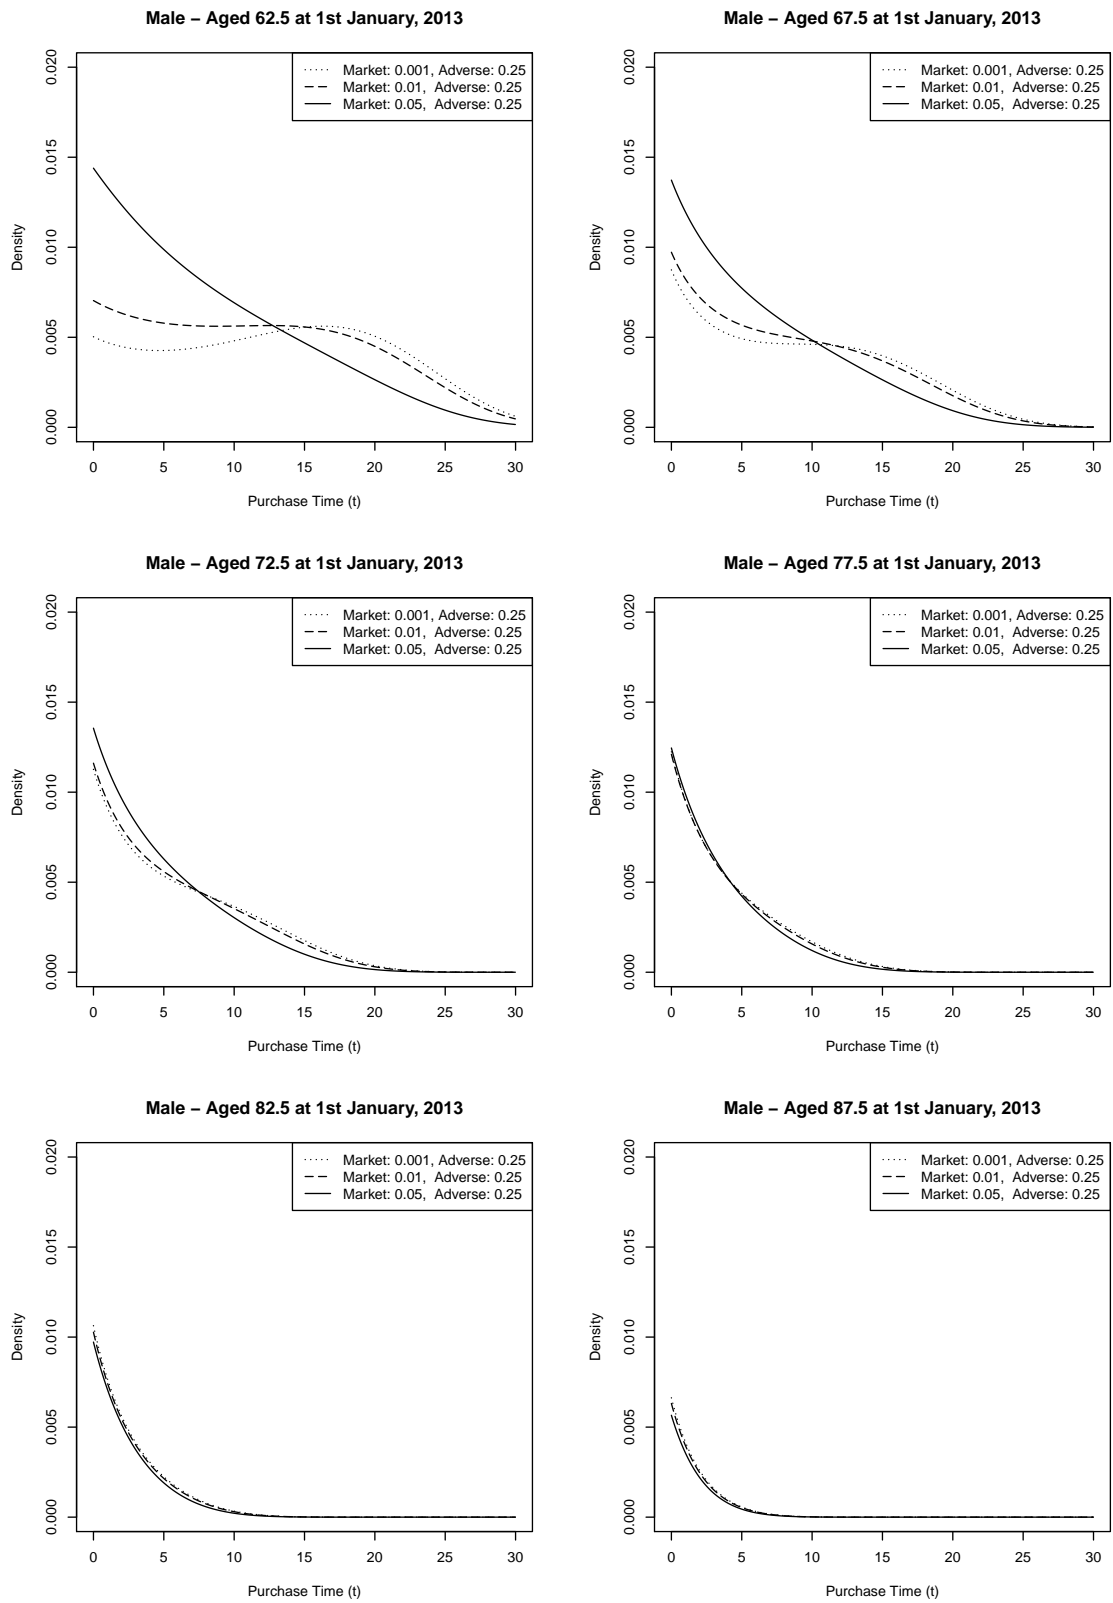 Male – Aged 62.5 at 1st January, 2013
Market: 0.001, Adverse: 0.25
Market: 0.01, Adverse: 0.25
Market: 0.05, Adverse: 0.25
Density
0.000 0.005 0.010 0.015 0.020
0 5 10 15 20 25 30
Purchase Time (t)
Male – Aged 67.5 at 1st January, 2013
Market: 0.001, Adverse: 0.25
Market: 0.01, Adverse: 0.25
Market: 0.05, Adverse: 0.25
Density
0.000 0.005 0.010 0.015 0.020
0 5 10 15 20 25 30
Purchase Time (t)
Male – Aged 72.5 at 1st January, 2013
Market: 0.001, Adverse: 0.25
Market: 0.01, Adverse: 0.25
Market: 0.05, Adverse: 0.25
Density
0.000 0.005 0.010 0.015 0.020
0 5 10 15 20 25 30
Purchase Time (t)
Male – Aged 77.5 at 1st January, 2013
Market: 0.001, Adverse: 0.25
Market: 0.01, Adverse: 0.25
Market: 0.05, Adverse: 0.25
Density
0.000 0.005 0.010 0.015 0.020
0 5 10 15 20 25 30
Purchase Time (t)
Male – Aged 82.5 at 1st January, 2013
Market: 0.001, Adverse: 0.25
Market: 0.01, Adverse: 0.25
Market: 0.05, Adverse: 0.25
Density
0.000 0.005 0.010 0.015 0.020
0 5 10 15 20 25 30
Purchase Time (t)
Male – Aged 87.5 at 1st January, 2013
Market: 0.001, Adverse: 0.25
Market: 0.01, Adverse: 0.25
Market: 0.05, Adverse: 0.25
Density
0.000 0.005 0.010 0.015 0.020
0 5 10 15 20 25 30
Purchase Time (t)